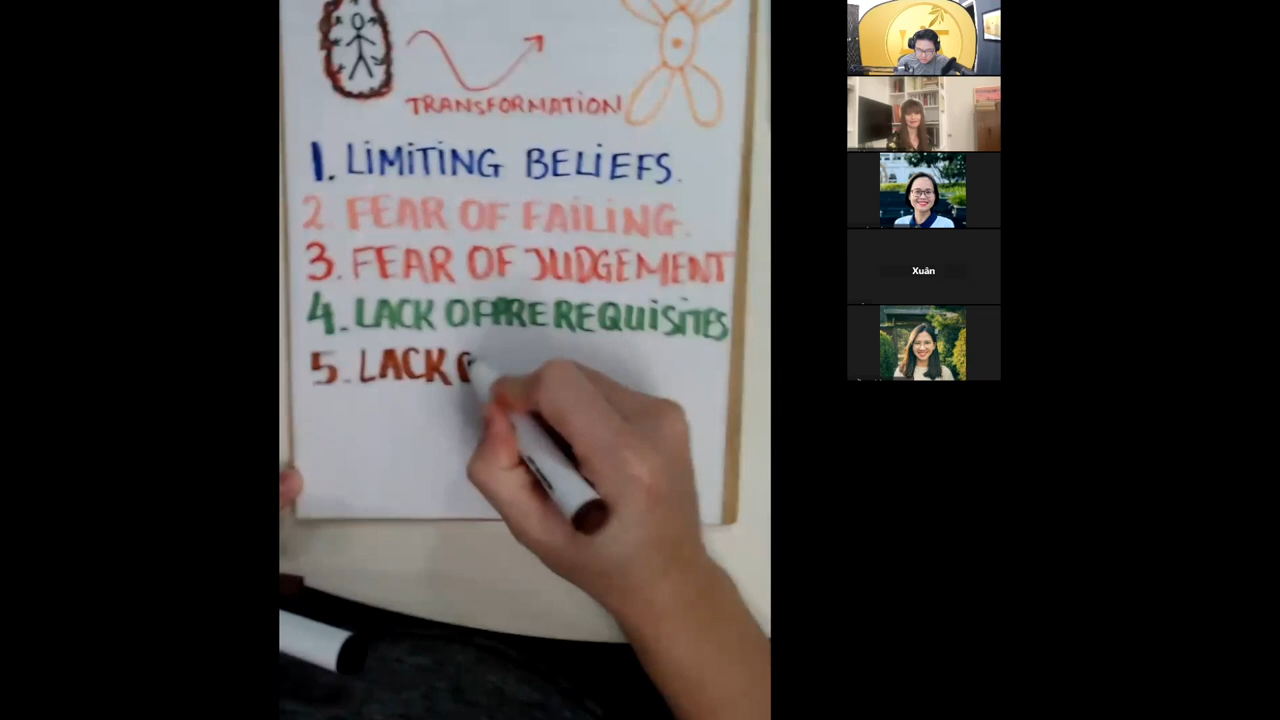 TRANSFORMATION
1. LIMITING BELIEFS.
2. FEAR OF FAILING.
3. FEAR OF JUDGEMENT
4. LACK OF PREREQUISITES
5. LACK
Xuân